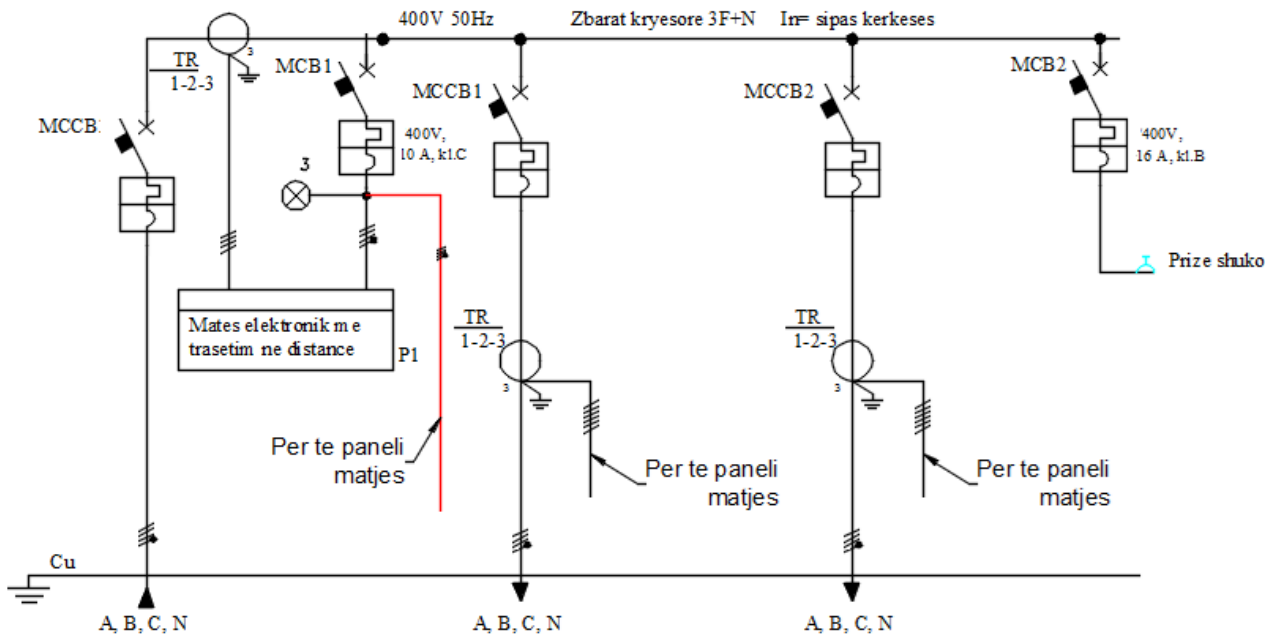 400V 50Hz Zbarat kryesore 3F+N In= sipas kerkeses
TR
1-2-3
3
MCB1
MCCB1
MCCB2
MCB2
MCCB
400V,
10 A, kl.C
400V,
16 A, kl.B
3
Prize shuko
Mates elektronik me
trasetim ne distance
P1
TR
1-2-3
3
TR
1-2-3
3
Per te paneli
matjes
Per te paneli
matjes
Per te paneli
matjes
Cu
A, B, C, N
A, B, C, N
A, B, C, N